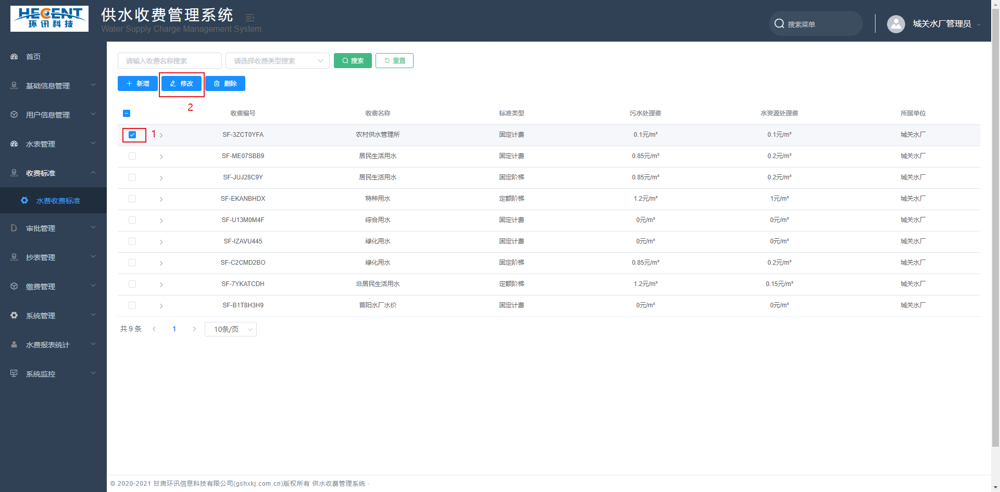 HECENT
环讯科技
供水收费管理系统
Water Supply Charge Management System
搜索菜单
城关水厂管理员
首页
基础信息管理
用户信息管理
水表管理
收费标准
水费收费标准
审批管理
抄表管理
缴费管理
系统管理
水费报表统计
系统监控
请输入收费名称搜索 请选择收费类型搜索 搜索 重置
新增 修改 删除
2
收费编号 收费名称 标准类型 污水处理费 水资源处理费 所属单位
1 SF-3ZCT0YFA 农村供水管理所 固定计费 0.1元/m³ 0.1元/m³ 城关水厂
SF-ME07SBB9 居民生活用水 固定计费 0.85元/m³ 0.2元/m³ 城关水厂
SF-JUJ28C9Y 居民生活用水 固定阶梯 0.85元/m³ 0.2元/m³ 城关水厂
SF-EKANBHDX 特种用水 定额阶梯 1.2元/m³ 1元/m³ 城关水厂
SF-U13M0M4F 综合用水 固定计费 0元/m³ 0元/m³ 城关水厂
SF-IZAVU445 绿化用水 固定计费 0元/m³ 0元/m³ 城关水厂
SF-C2CMD2BO 绿化用水 固定阶梯 0.85元/m³ 0.2元/m³ 城关水厂
SF-7YKATCDH 非居民生活用水 定额阶梯 1.2元/m³ 0.15元/m³ 城关水厂
SF-B1T8H3H9 首阳水厂水价 固定计费 0元/m³ 0元/m³ 城关水厂
共 9 条 1 10条/页
© 2020-2021 甘肃环讯信息科技有限公司(gshxkj.com.cn)版权所有 供水收费管理系统 ·